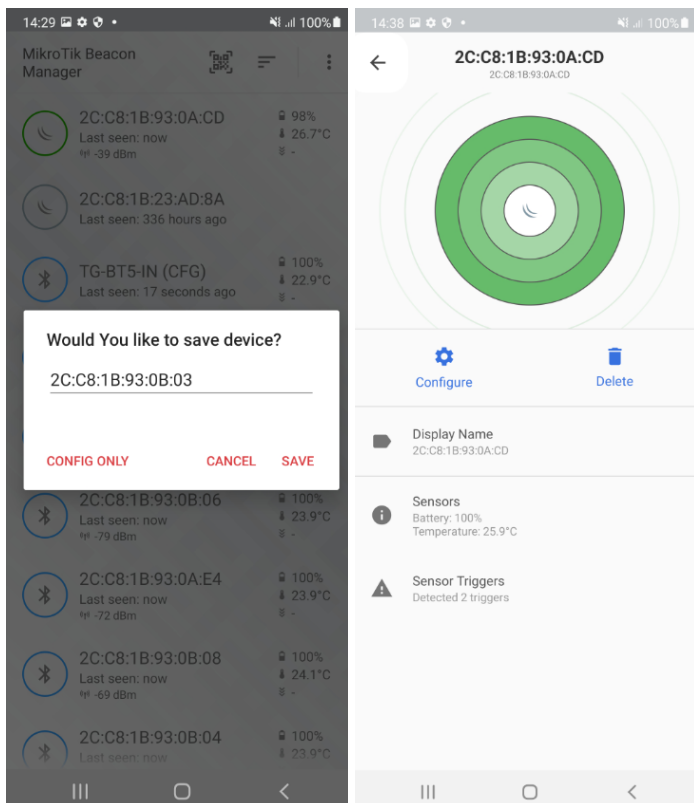 14:29
100%
MikroTik Beacon
Manager
2C:C8:1B:93:0A:CD
98%
Last seen: now
26.7°C
-39 dBm
-
2C:C8:1B:23:AD:8A
Last seen: 336 hours ago
TG-BT5-IN (CFG)
100%
22.9°C
Last seen: 17 seconds ago
-
Would You like to save device?
2C:C8:1B:93:0B:03
CONFIG ONLY
CANCEL
SAVE
2C:C8:1B:93:0B:06
100%
Last seen: now
23.9°C
-79 dBm
-
2C:C8:1B:93:0A:E4
100%
Last seen: now
23.9°C
-72 dBm
-
2C:C8:1B:93:0B:08
100%
Last seen: now
24.1°C
-69 dBm
-
2C:C8:1B:93:0B:04
100%
Last seen: now
23.9°C
14:38
100%
2C:C8:1B:93:0A:CD
2C:C8:1B:93:0A:CD
Configure
Delete
Display Name
2C:C8:1B:93:0A:CD
Sensors
Battery: 100%
Temperature: 25.9°C
Sensor Triggers
Detected 2 triggers